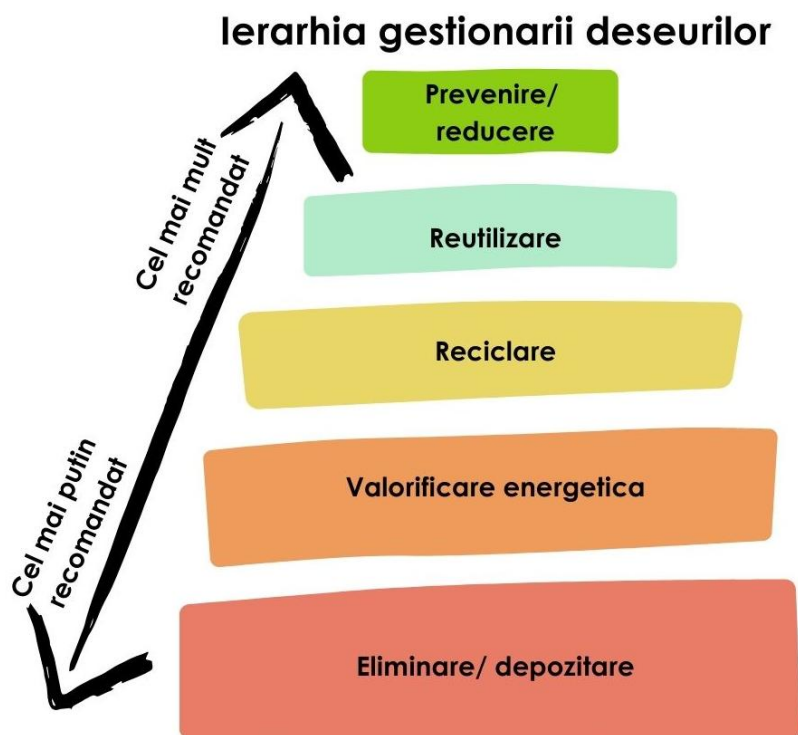 Ierarhia gestionarii deseurilor
Prevenire/
reducere
Cel mai mult
recomandat
Reutilizare
Reciclare
Valorificare energetica
Cel mai putin
recomandat
Eliminare/ depozitare